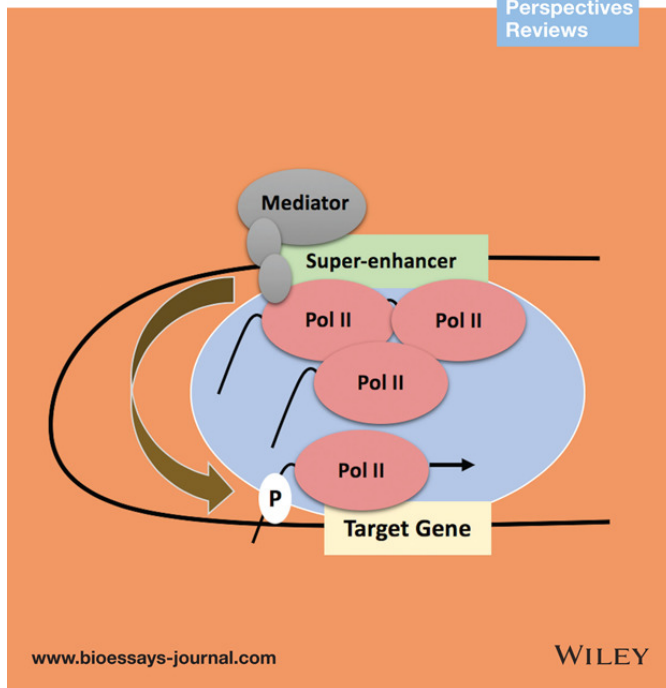 Perspectives
Reviews
Mediator
Super-enhancer
Pol II
Pol II
Pol II
Pol II
P
Target Gene
www.bioessays-journal.com
WILEY